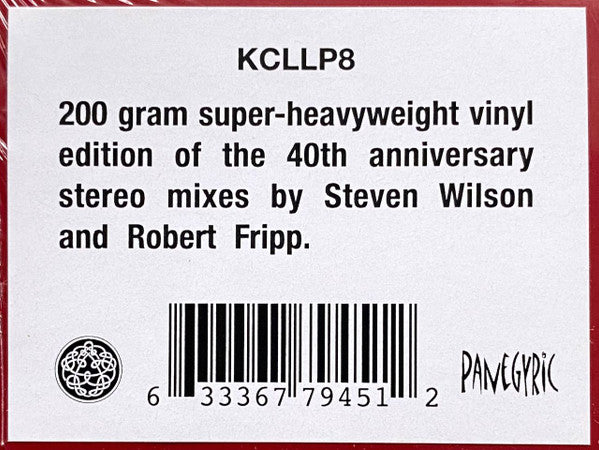 KCLLP8
200 gram super-heavyweight vinyl
edition of the 40th anniversary
stereo mixes by Steven Wilson
and Robert Fripp.
6 33367 79451 2
PANEGYRIC